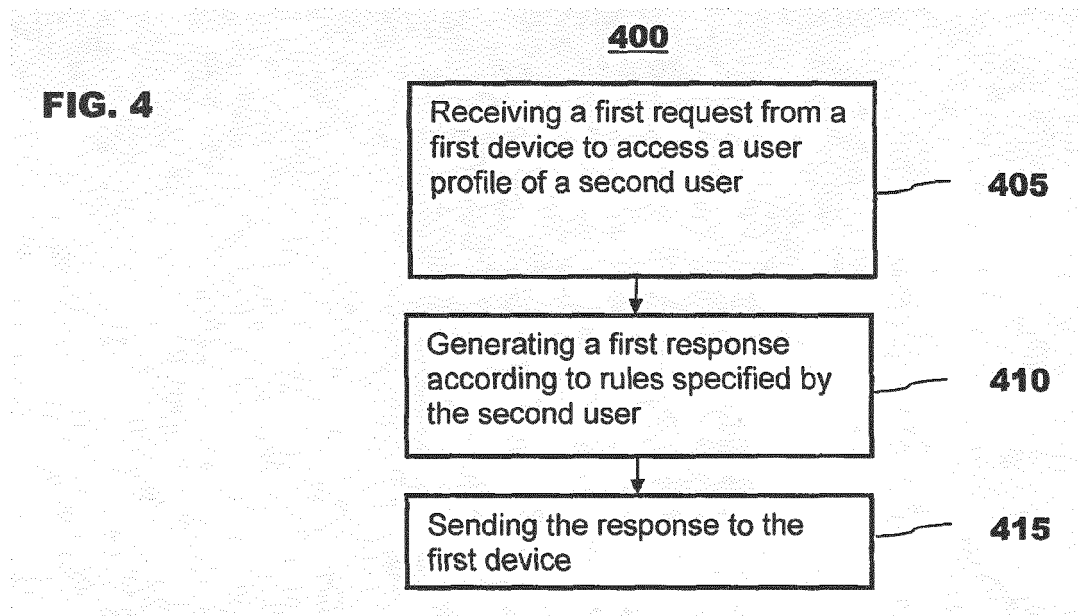 400
FIG. 4
Receiving a first request from a
first device to access a user
profile of a second user
405
Generating a first response
according to rules specified by
the second user
410
Sending the response to the
first device
415